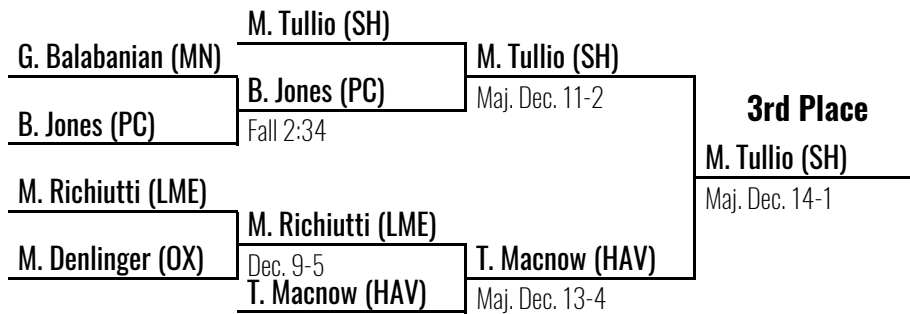 M. Tullio (SH)
G. Balabanian (MN)
M. Tullio (SH)
B. Jones (PC)
Maj. Dec. 11-2
3rd Place
B. Jones (PC)
Fall 2:34
M. Tullio (SH)
M. Richiutti (LME)
Maj. Dec. 14-1
M. Richiutti (LME)
M. Denlinger (OX)
Dec. 9-5
T. Macnow (HAV)
T. Macnow (HAV)
Maj. Dec. 13-4